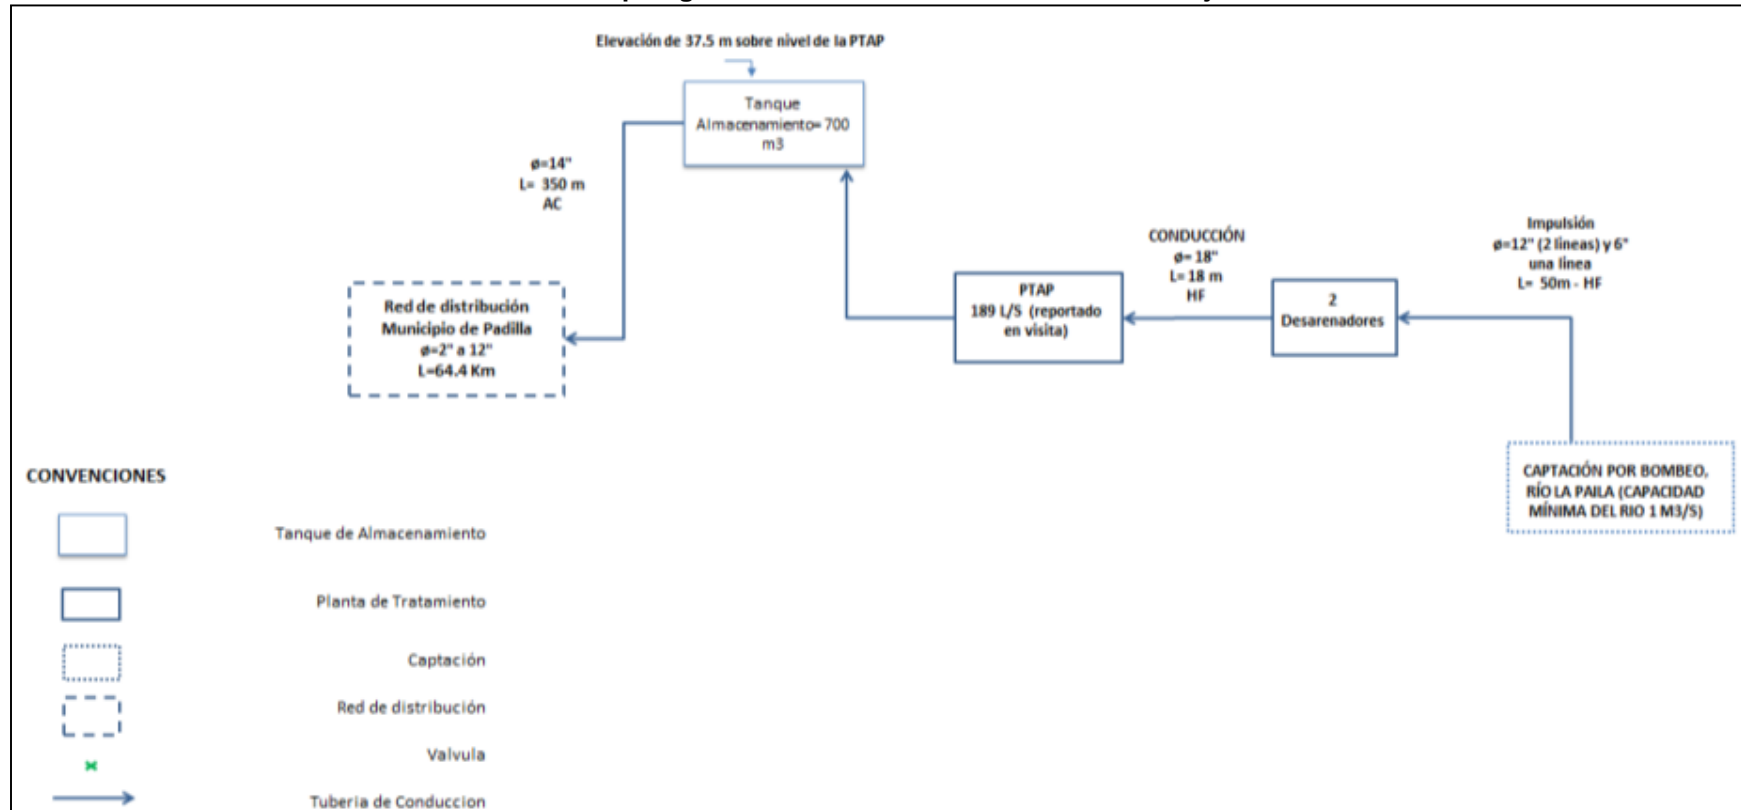 Elevación de 37.5 m sobre nivel de la PTAP
Tanque
Almacenamiento= 700
m3
ø=14"
L= 350 m
AC
Impulsión
ø=12" (2 lineas) y 6"
una linea
L= 50m - HF
CONDUCCIÓN
ø= 18"
L= 18 m
HF
PTAP
189 L/S (reportado
en visita)
2
Desarenadores
Red de distribución
Municipio de Padilla
ø=2" a 12"
L=64.4 Km
CAPTACIÓN POR BOMBEO,
RÍO LA PAILA (CAPACIDAD
MÍNIMA DEL RIO 1 M3/S)
CONVENCIONES
Tanque de Almacenamiento
Planta de Tratamiento
Captación
Red de distribución
Valvula
Tuberia de Conduccion